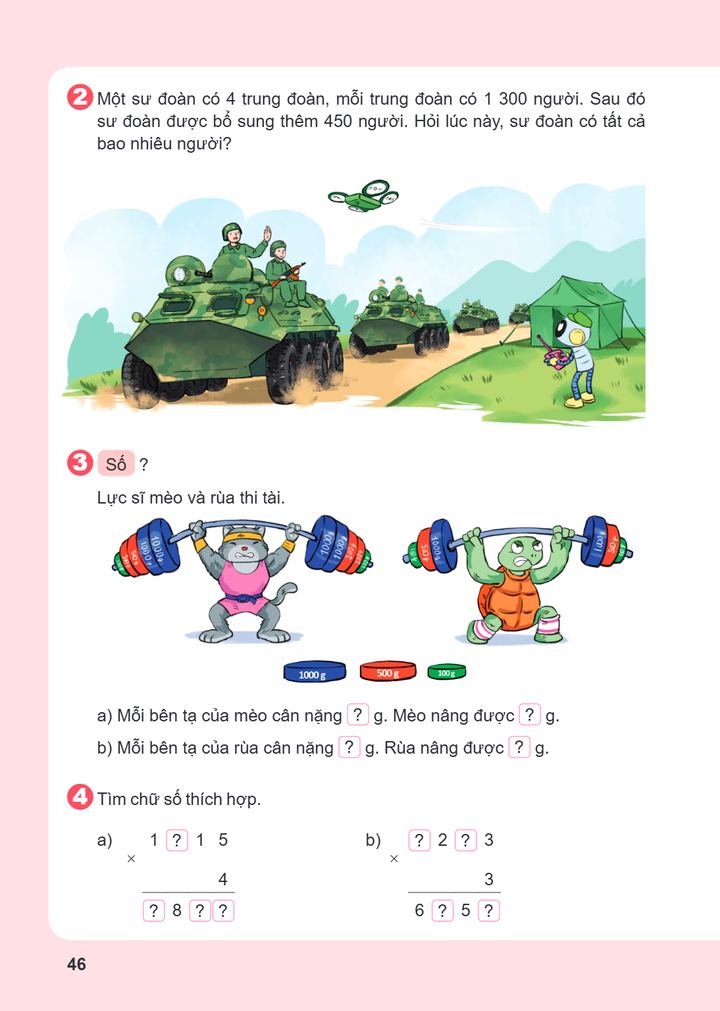 2 Một sư đoàn có 4 trung đoàn, mỗi trung đoàn có 1 300 người. Sau đó
sư đoàn được bổ sung thêm 450 người. Hỏi lúc này, sư đoàn có tất cả
bao nhiêu người?
3 Số ?
Lực sĩ mèo và rùa thi tài.
1000 g 500 g 100 g
a) Mỗi bên tạ của mèo cân nặng ? g. Mèo nâng được ? g.
b) Mỗi bên tạ của rùa cân nặng ? g. Rùa nâng được ? g.
4 Tìm chữ số thích hợp.
a) 1 ? 1 5
×
4
? 8 ? ?
b) ? 2 ? 3
×
3
6 ? 5 ?
46